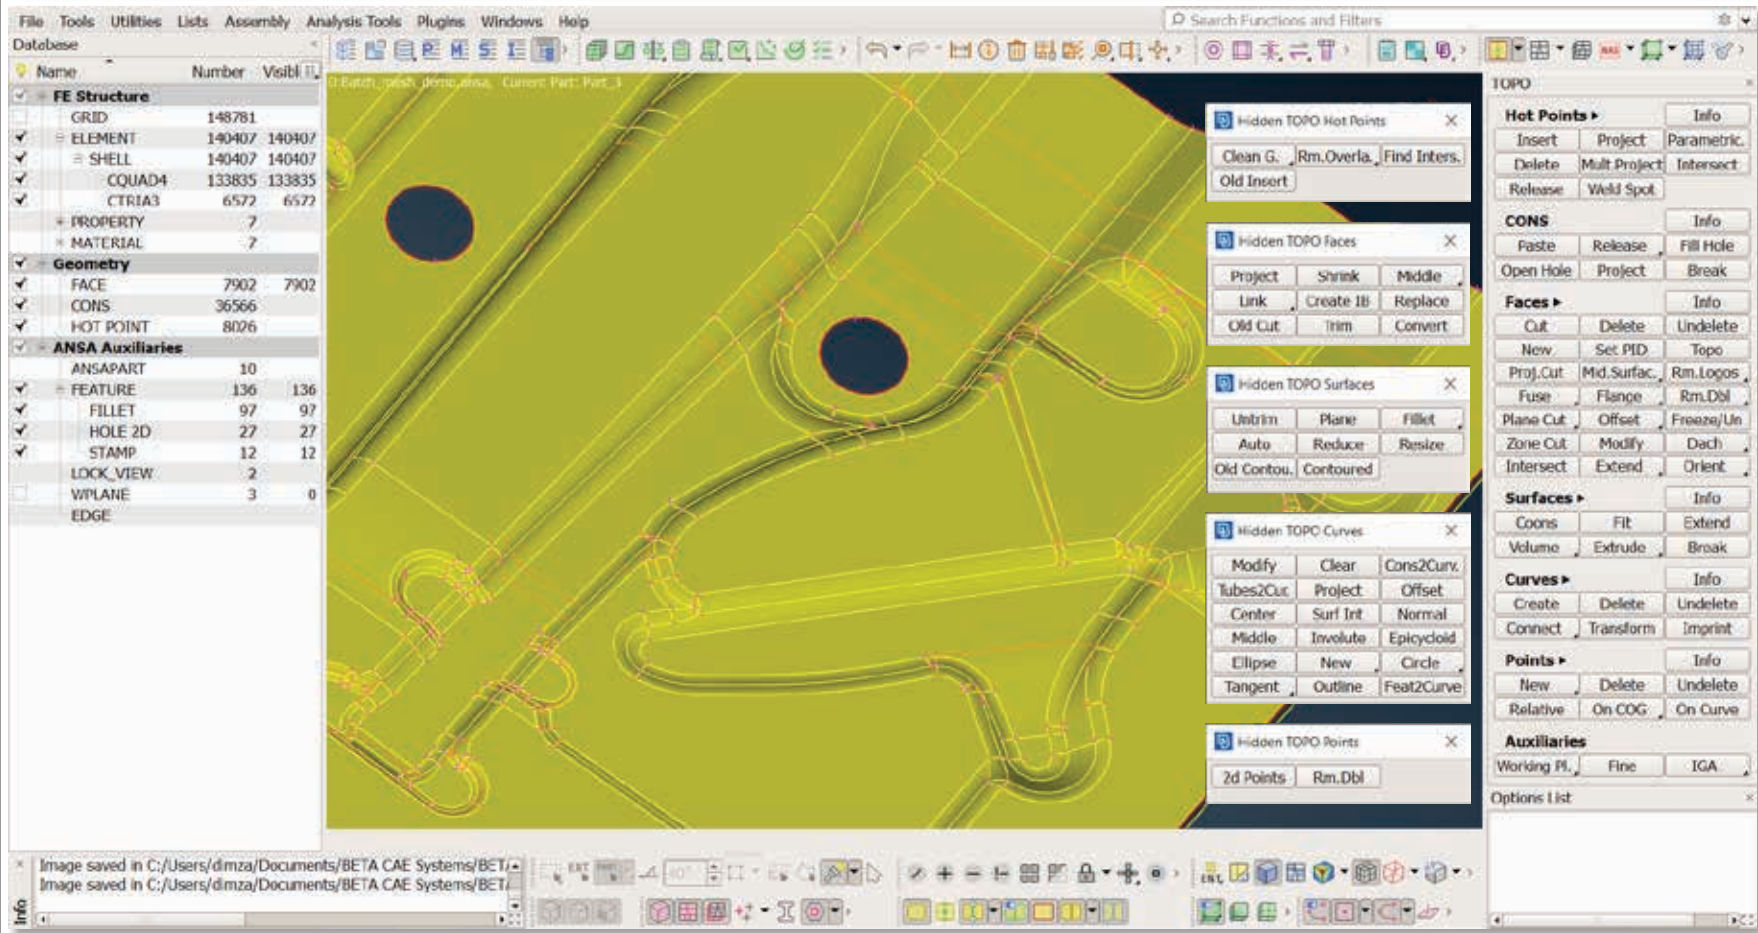 File Tools Utilities Lists Assembly Analysis Tools Plugins Windows Help
Search Functions and Filters
Database
Name Number Visibl
FE Structure
GRID 148781
ELEMENT 140407 140407
SHELL 140407 140407
CQUAD4 133835 133835
CTRIA3 6572 6572
PROPERTY 7
MATERIAL 7
Geometry
FACE 7902 7902
CONS 36566
HOT POINT 8026
ANSA Auxiliaries
ANSAPART 10
FEATURE 136 136
FILLET 97 97
HOLE 2D 27 27
STAMP 12 12
LOCK_VIEW 2
WPLANE 3 0
EDGE
D:Batch_mesh_demo.ansa, Current Part: Part_1
Hidden TOPO Hot Points
Clean G. Rm.Overla. Find Inters.
Old Insert
Hidden TOPO Faces
Project Shrink Middle
Link Create IB Replace
Old Cut Trim Convert
Hidden TOPO Surfaces
Untrim Plane Fillet
Auto Reduce Resize
Old Contou. Contoured
Hidden TOPO Curves
Modify Clear Cons2Curv.
Tubes2Cur Project Offset
Center Surf Int Normal
Middle Involute Epicycloid
Ellipse New Circle
Tangent Outline Feat2Curve
Hidden TOPO Points
2d Points Rm.Dbl
TOPO
Hot Points Info
Insert Project Parametric.
Delete Mult Project Intersect
Release Weld Spot
CONS Info
Paste Release Fill Hole
Open Hole Project Break
Faces Info
Cut Delete Undelete
New Set PID Topo
Proj.Cut Mid.Surfac. Rm.Logos
Fuse Flange Rm.Dbl
Plane Cut Offset Freeze/Un
Zone Cut Modify Dach
Intersect Extend Orient
Surfaces Info
Coons Fit Extend
Volume Extrude Break
Curves Info
Create Delete Undelete
Connect Transform Imprint
Points Info
New Delete Undelete
Relative On COG On Curve
Auxiliaries
Working Pl. Fine IGA
Options List
Image saved in C:/Users/dimza/Documents/BETA CAE Systems/BET
Image saved in C:/Users/dimza/Documents/BETA CAE Systems/BET
Info